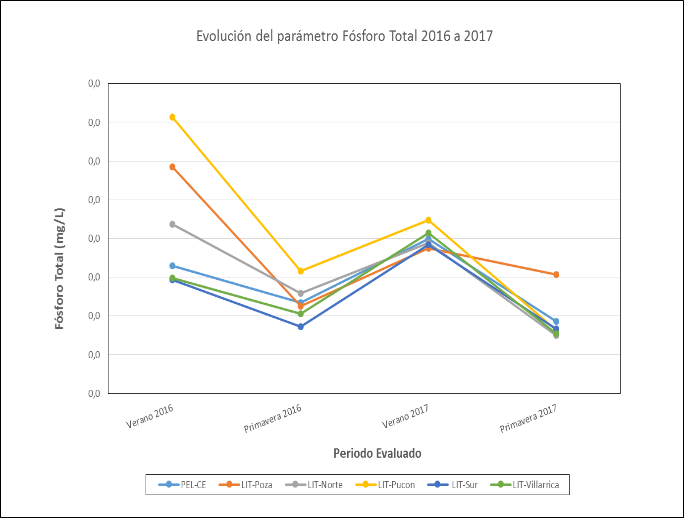 Evolución del parámetro Fósforo Total 2016 a 2017
0,0
0,0
0,0
0,0
0,0
0,0
0,0
0,0
0,0
Fósforo Total (mg/L)
Verano 2016
Primavera 2016
Verano 2017
Primavera 2017
Periodo Evaluado
PEL-CE LIT-Poza LIT-Norte LIT-Pucon LIT-Sur LIT-Villarrica